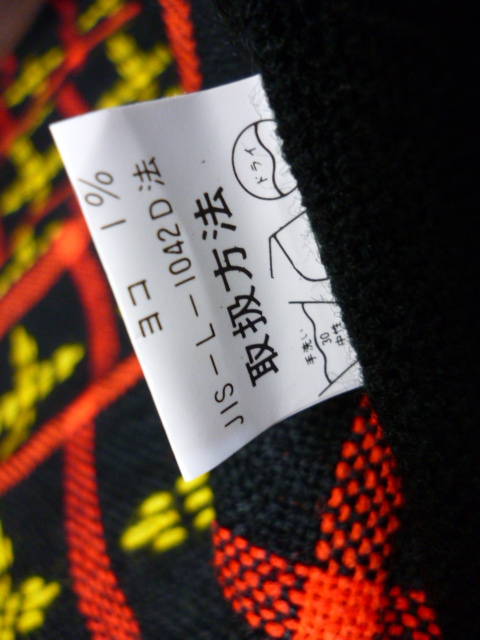 ヨコ 1%
JIS-L-1042D法
取扱方法
手洗い
30
中性
ドライ